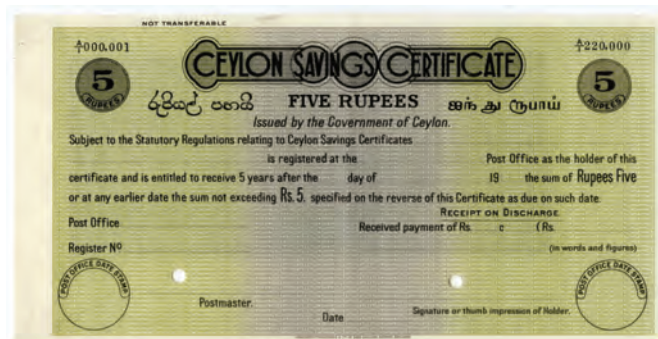 NOT TRANSFERABLE
A/1 000,001
A/1 220,000
CEYLON SAVINGS CERTIFICATE
5
RUPEES
5
RUPEES
රුපියල් පහයි FIVE RUPEES ஐந்து ரூபாய்
Issued by the Government of Ceylon.
Subject to the Statutory Regulations relating to Ceylon Savings Certificates
is registered at the Post Office as the holder of this
certificate and is entitled to receive 5 years after the day of 19 the sum of Rupees Five
or at any earlier date the sum not exceeding Rs. 5. specified on the reverse of this Certificate as due on such date
RECEIPT ON DISCHARGE
Post Office
Received payment of Rs. c (Rs.
Register Nº
(in words and figures)
POST OFFICE DATE STAMP
POST OFFICE DATE STAMP
Postmaster.
Date
Signature or thumb impression of Holder.